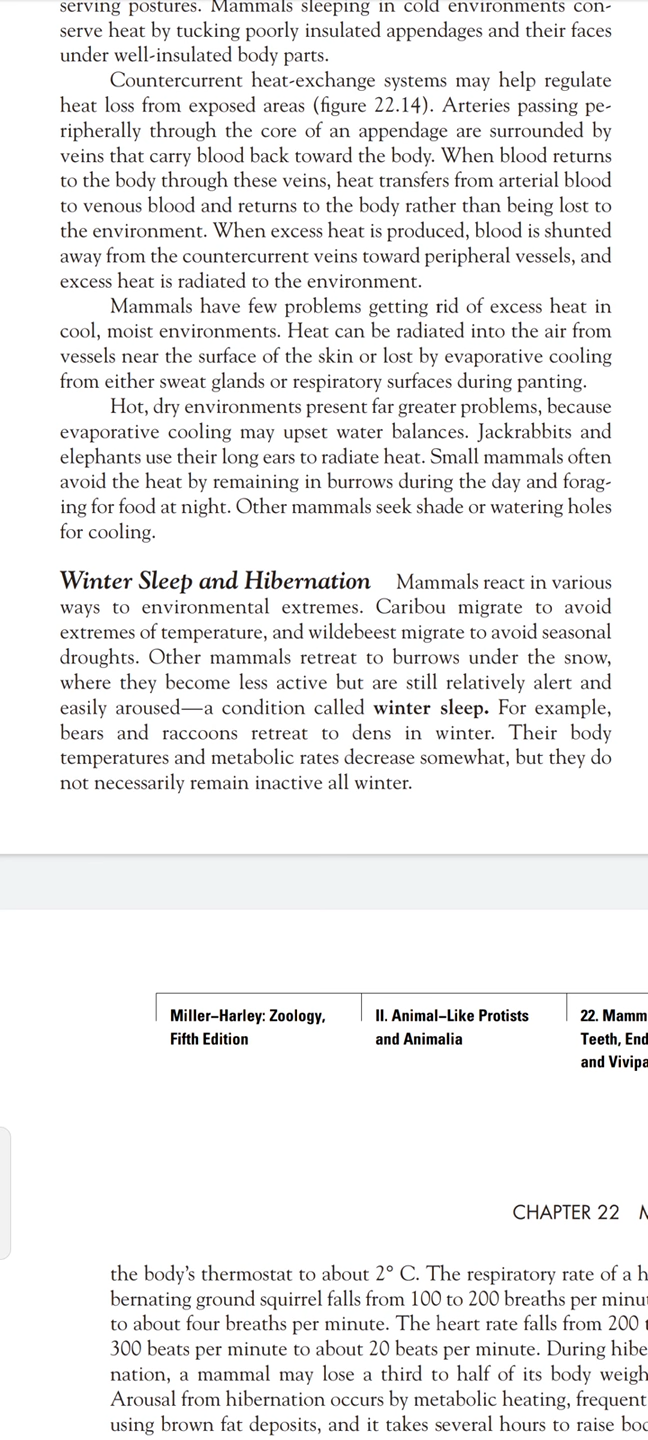 serving postures. Mammals sleeping in cold environments con-
serve heat by tucking poorly insulated appendages and their faces
under well-insulated body parts.
Countercurrent heat-exchange systems may help regulate
heat loss from exposed areas (figure 22.14). Arteries passing pe-
ripherally through the core of an appendage are surrounded by
veins that carry blood back toward the body. When blood returns
to the body through these veins, heat transfers from arterial blood
to venous blood and returns to the body rather than being lost to
the environment. When excess heat is produced, blood is shunted
away from the countercurrent veins toward peripheral vessels, and
excess heat is radiated to the environment.
Mammals have few problems getting rid of excess heat in
cool, moist environments. Heat can be radiated into the air from
vessels near the surface of the skin or lost by evaporative cooling
from either sweat glands or respiratory surfaces during panting.
Hot, dry environments present far greater problems, because
evaporative cooling may upset water balances. Jackrabbits and
elephants use their long ears to radiate heat. Small mammals often
avoid the heat by remaining in burrows during the day and forag-
ing for food at night. Other mammals seek shade or watering holes
for cooling.
Winter Sleep and Hibernation Mammals react in various
ways to environmental extremes. Caribou migrate to avoid
extremes of temperature, and wildebeest migrate to avoid seasonal
droughts. Other mammals retreat to burrows under the snow,
where they become less active but are still relatively alert and
easily aroused—a condition called winter sleep. For example,
bears and raccoons retreat to dens in winter. Their body
temperatures and metabolic rates decrease somewhat, but they do
not necessarily remain inactive all winter.
Miller–Harley: Zoology,
Fifth Edition
II. Animal–Like Protists
and Animalia
22. Mamm
Teeth, End
and Vivipa
CHAPTER 22
the body's thermostat to about 2° C. The respiratory rate of a h
bernating ground squirrel falls from 100 to 200 breaths per minu
to about four breaths per minute. The heart rate falls from 200 t
300 beats per minute to about 20 beats per minute. During hibe
nation, a mammal may lose a third to half of its body weigh
Arousal from hibernation occurs by metabolic heating, frequent
using brown fat deposits, and it takes several hours to raise bod